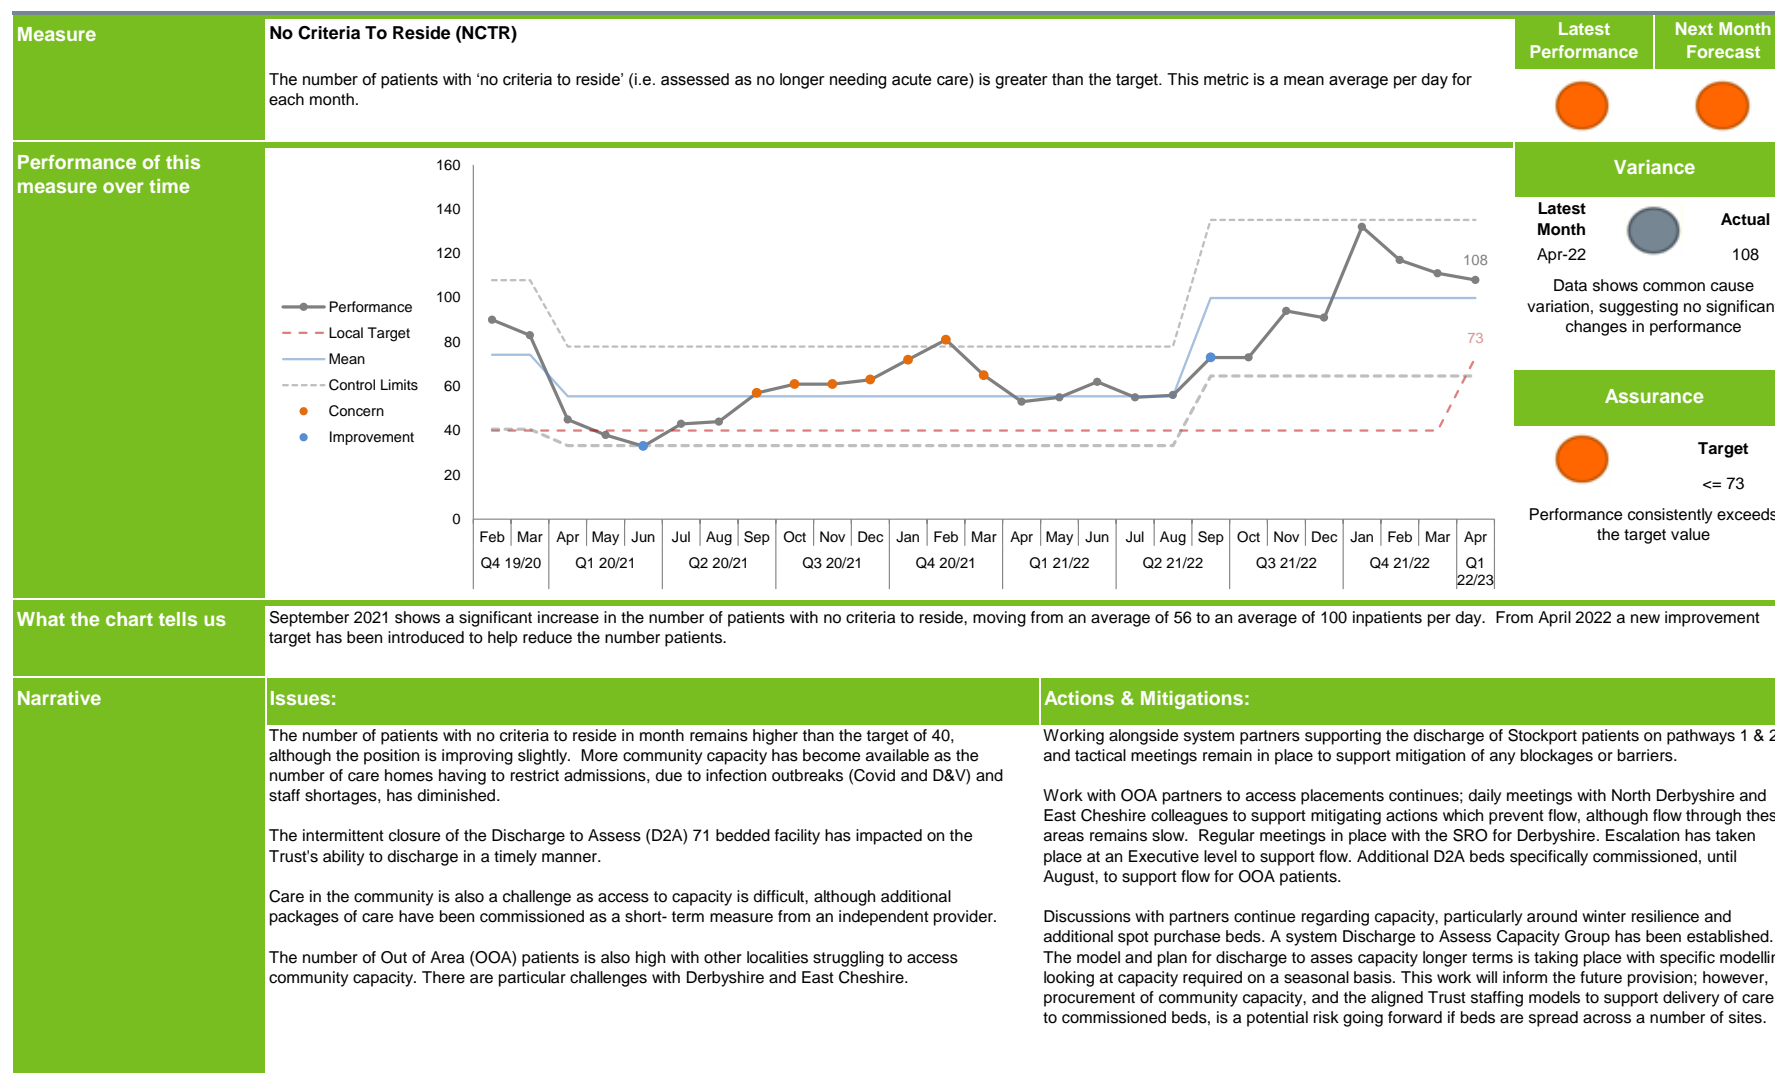 Measure
No Criteria To Reside (NCTR)
The number of patients with ‘no criteria to reside’ (i.e. assessed as no longer needing acute care) is greater than the target. This metric is a mean average per day for
each month.
Latest
Performance
Next Month
Forecast
Performance of this
measure over time
160
140
120
100
80
60
40
20
0
Performance
Local Target
Mean
Control Limits
Concern
Improvement
108
73
Feb Mar Apr May Jun Jul Aug Sep Oct Nov Dec Jan Feb Mar Apr May Jun Jul Aug Sep Oct Nov Dec Jan Feb Mar Apr
Q4 19/20 Q1 20/21 Q2 20/21 Q3 20/21 Q4 20/21 Q1 21/22 Q2 21/22 Q3 21/22 Q4 21/22 Q1
22/23
Variance
Latest
Month
Actual
Apr-22
108
Data shows common cause
variation, suggesting no significan
changes in performance
Assurance
Target
<= 73
Performance consistently exceeds
the target value
What the chart tells us
September 2021 shows a significant increase in the number of patients with no criteria to reside, moving from an average of 56 to an average of 100 inpatients per day. From April 2022 a new improvement
target has been introduced to help reduce the number patients.
Narrative
Issues:
The number of patients with no criteria to reside in month remains higher than the target of 40,
although the position is improving slightly. More community capacity has become available as the
number of care homes having to restrict admissions, due to infection outbreaks (Covid and D&V) and
staff shortages, has diminished.
The intermittent closure of the Discharge to Assess (D2A) 71 bedded facility has impacted on the
Trust's ability to discharge in a timely manner.
Care in the community is also a challenge as access to capacity is difficult, although additional
packages of care have been commissioned as a short- term measure from an independent provider.
The number of Out of Area (OOA) patients is also high with other localities struggling to access
community capacity. There are particular challenges with Derbyshire and East Cheshire.
Actions & Mitigations:
Working alongside system partners supporting the discharge of Stockport patients on pathways 1 & 2
and tactical meetings remain in place to support mitigation of any blockages or barriers.
Work with OOA partners to access placements continues; daily meetings with North Derbyshire and
East Cheshire colleagues to support mitigating actions which prevent flow, although flow through thes
areas remains slow. Regular meetings in place with the SRO for Derbyshire. Escalation has taken
place at an Executive level to support flow. Additional D2A beds specifically commissioned, until
August, to support flow for OOA patients.
Discussions with partners continue regarding capacity, particularly around winter resilience and
additional spot purchase beds. A system Discharge to Assess Capacity Group has been established.
The model and plan for discharge to asses capacity longer terms is taking place with specific modellin
looking at capacity required on a seasonal basis. This work will inform the future provision; however,
procurement of community capacity, and the aligned Trust staffing models to support delivery of care
to commissioned beds, is a potential risk going forward if beds are spread across a number of sites.